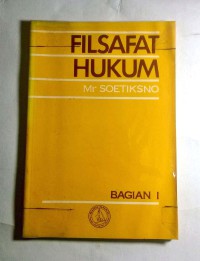 FILSAFAT
HUKUM
Mr SOETIKSNO
BAGIAN I